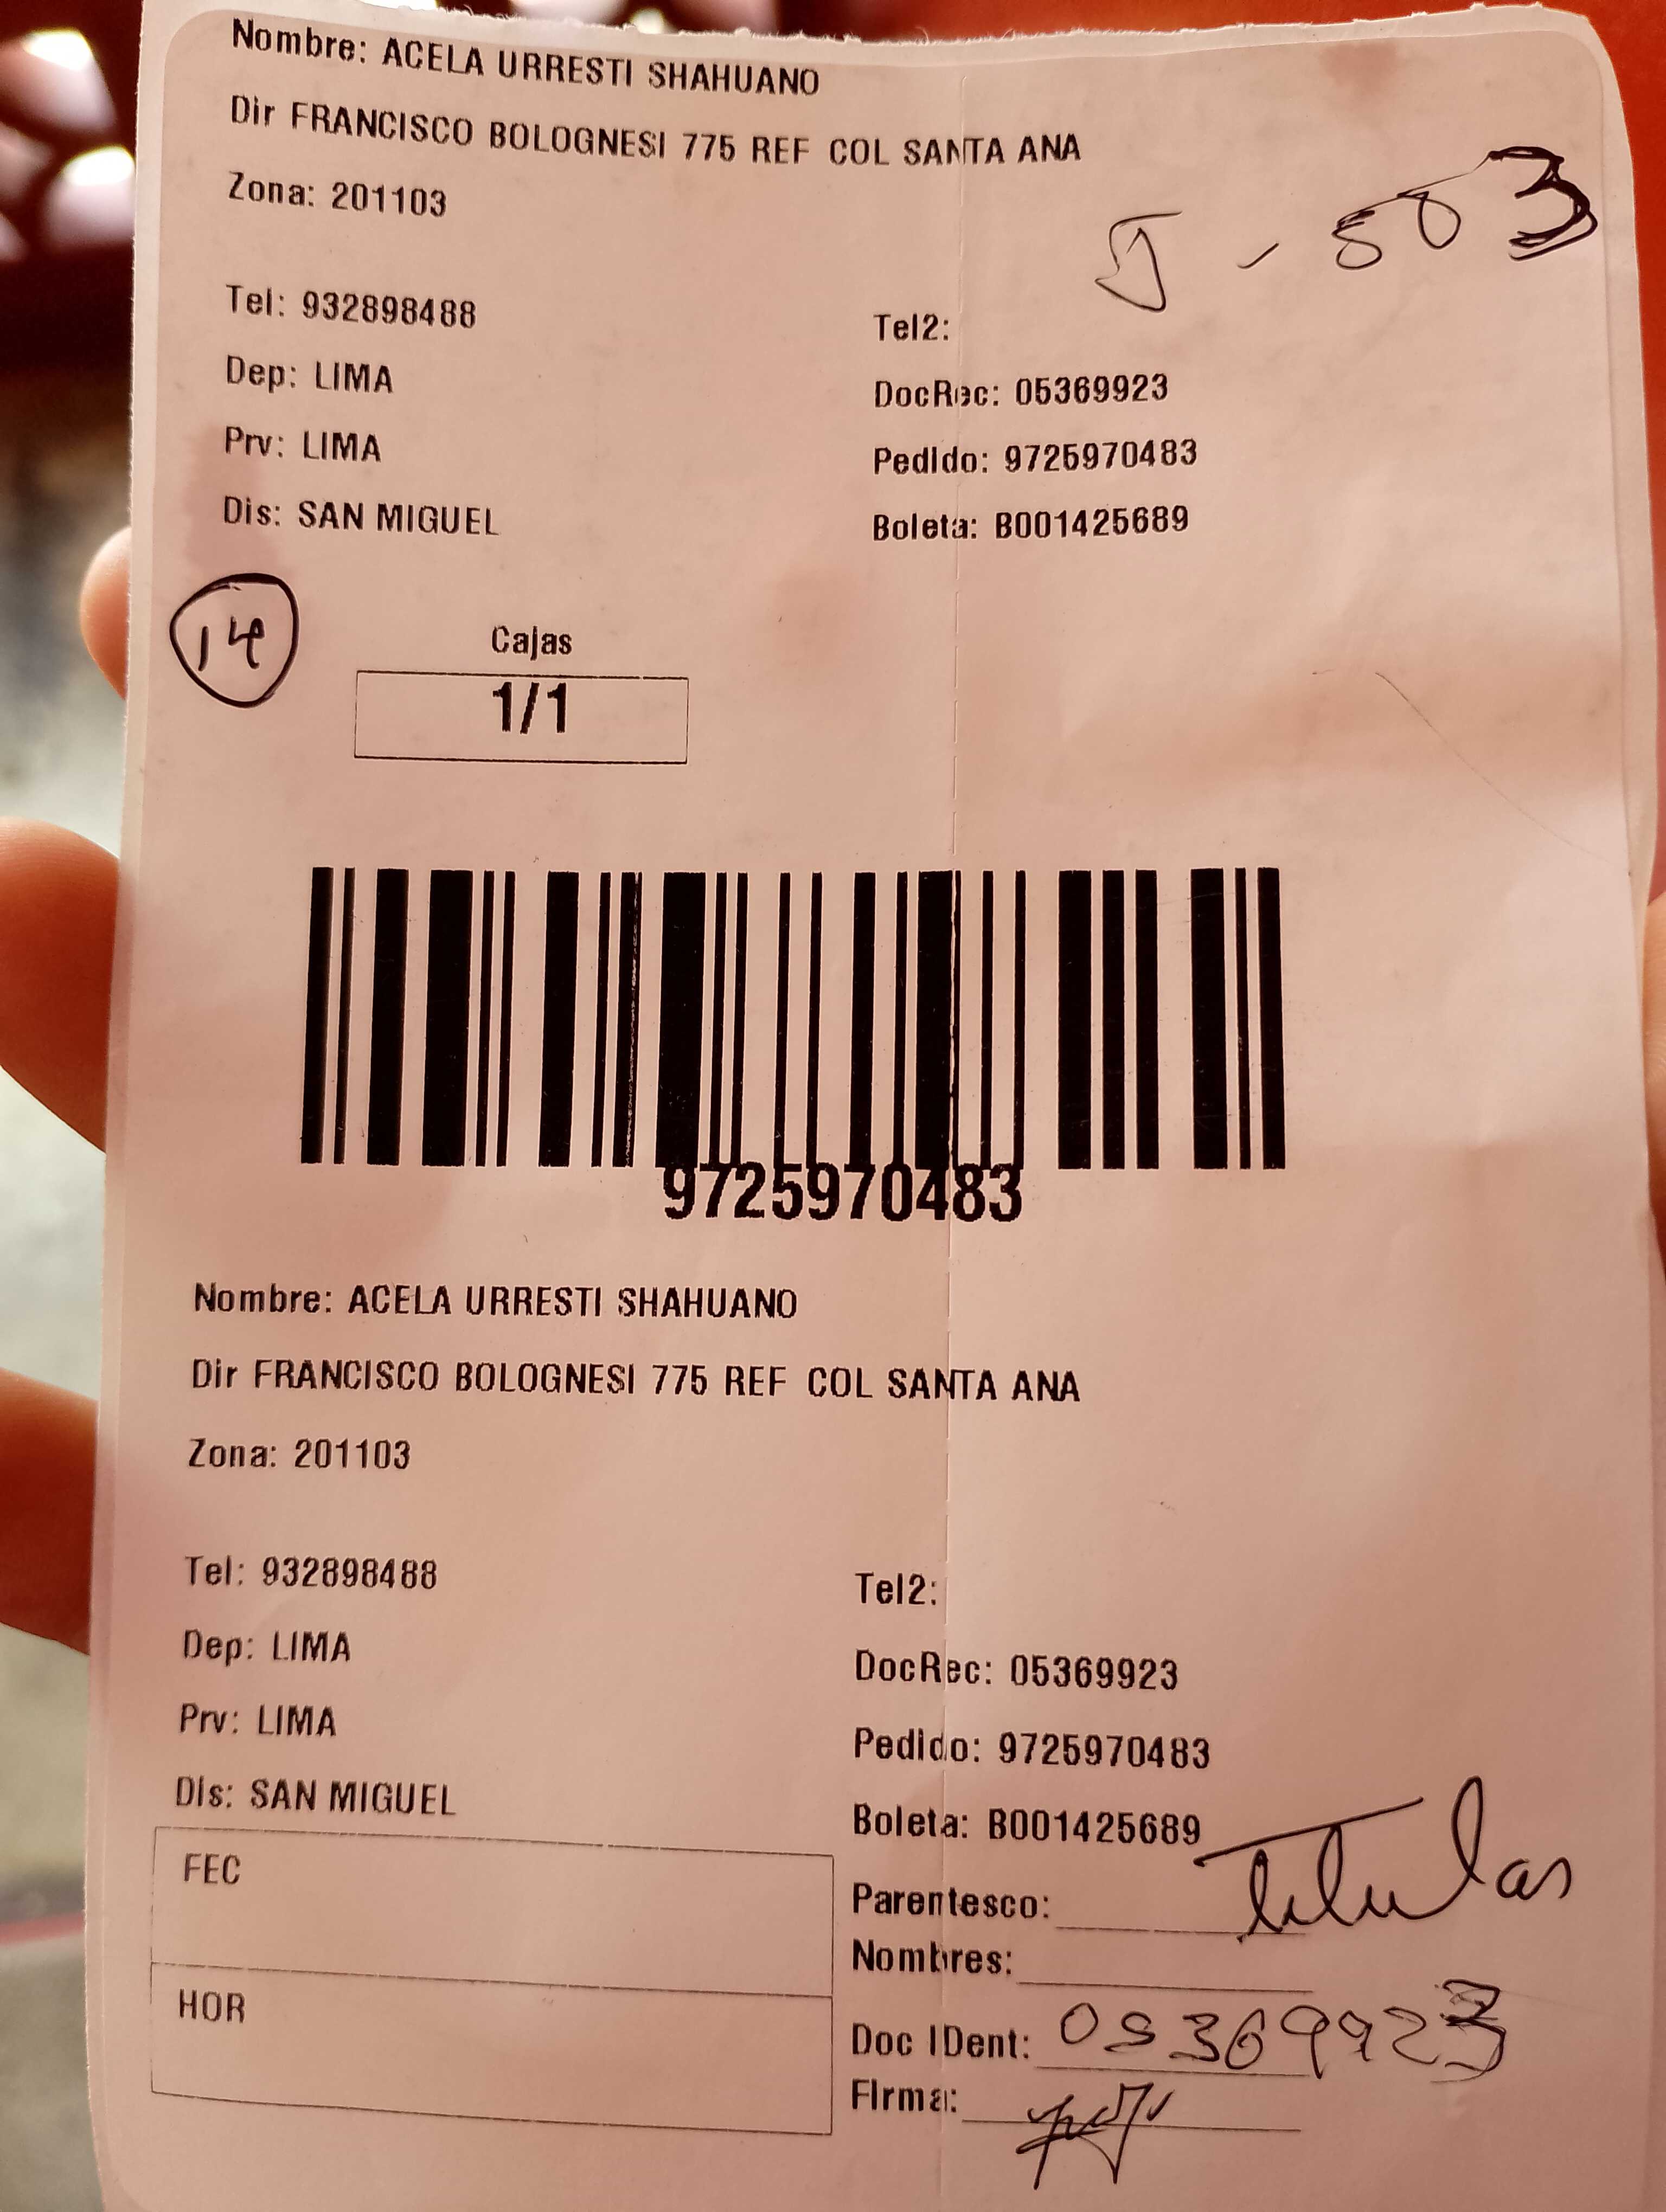 Nombre: ACELA URRESTI SHAHUANO
Dir FRANCISCO BOLOGNESI 775 REF COL SANTA ANA
Zona: 201103
J - 503
Tel: 932898488
Tel2:
Dep: LIMA
DocRec: 05369923
Prv: LIMA
Pedido: 9725970483
Dis: SAN MIGUEL
Boleta: B001425689
14
Cajas
1/1
9725970483
Nombre: ACELA URRESTI SHAHUANO
Dir FRANCISCO BOLOGNESI 775 REF COL SANTA ANA
Zona: 201103
Tel: 932898488
Tel2:
Dep: LIMA
DocRec: 05369923
Prv: LIMA
Pedido: 9725970483
Dis: SAN MIGUEL
Boleta: B001425689
FEC
Parentesco: Titular
Nombres:
HOR
Doc IDent: 05369923
Firma: